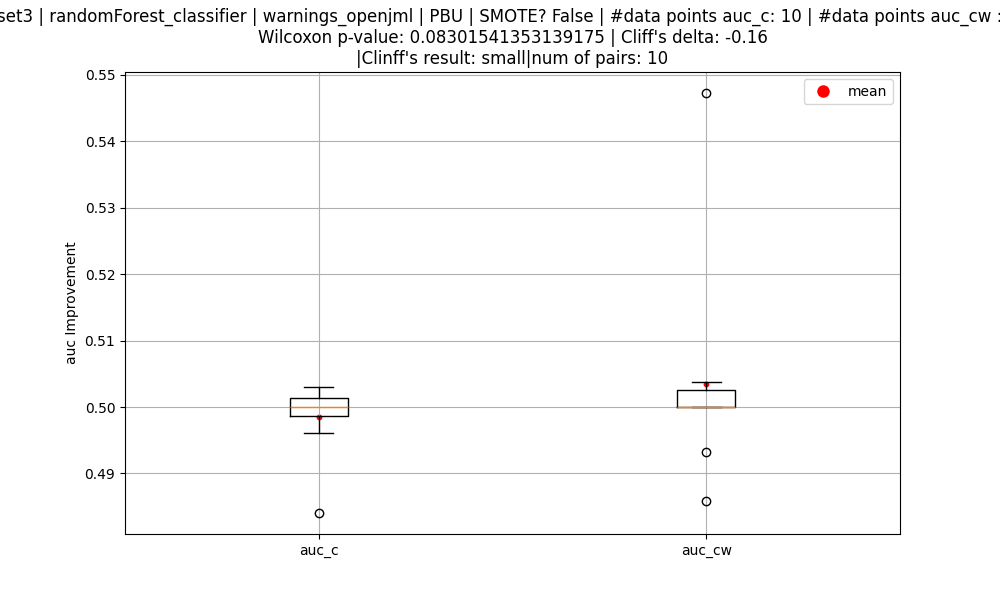 set3 | randomForest_classifier | warnings_openjml | PBU | SMOTE? False | #data points auc_c: 10 | #data points auc_cw :
Wilcoxon p-value: 0.08301541353139175 | Cliff's delta: -0.16
|Clinff's result: small|num of pairs: 10
mean
0.55
0.54
0.53
0.52
0.51
0.50
0.49
auc Improvement
auc_c
auc_cw